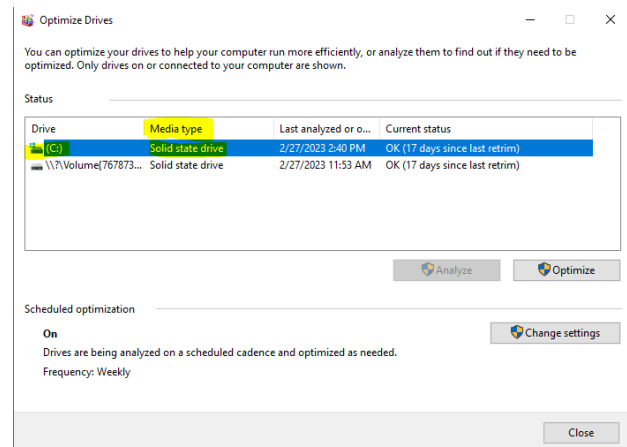 Optimize Drives
You can optimize your drives to help your computer run more efficiently, or analyze them to find out if they need to be
optimized. Only drives on or connected to your computer are shown.
Status
Drive Media type Last analyzed or o... Current status
(C:) Solid state drive 2/27/2023 2:40 PM OK (17 days since last retrim)
\\?\Volume{767873... Solid state drive 2/27/2023 11:53 AM OK (17 days since last retrim)
Analyze Optimize
Scheduled optimization
On Change settings
Drives are being analyzed on a scheduled cadence and optimized as needed.
Frequency: Weekly
Close